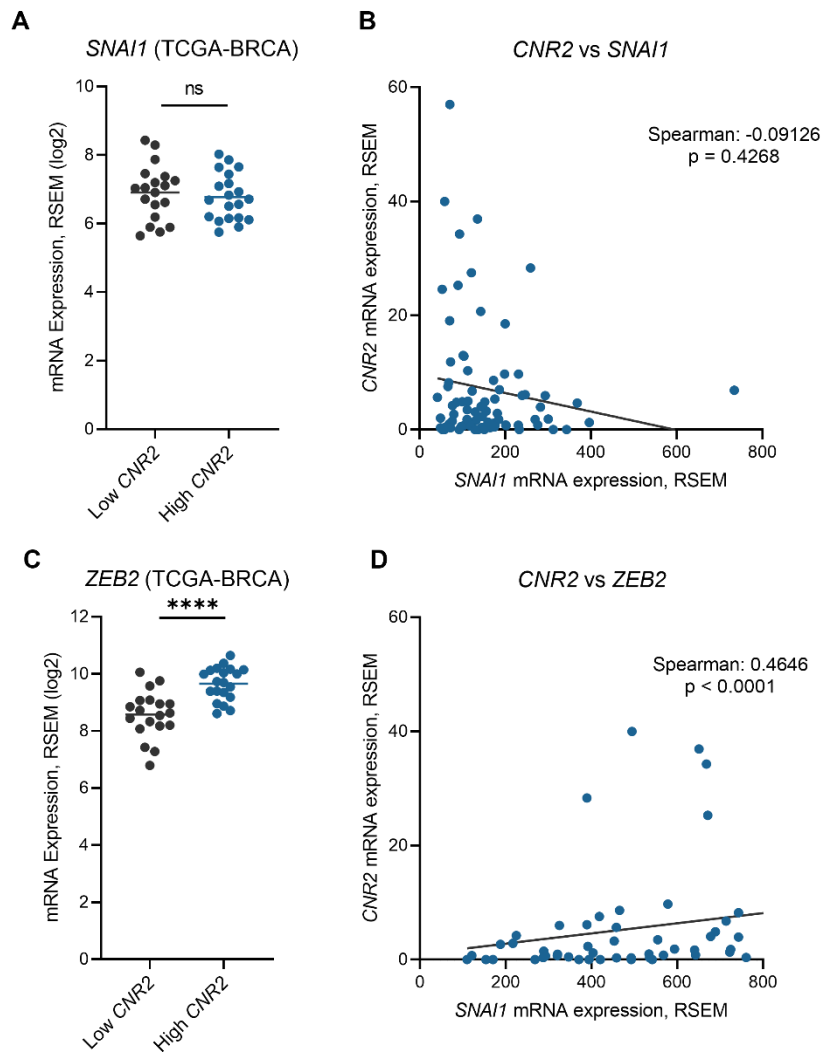 A
SNAI1 (TCGA-BRCA)
ns
mRNA Expression, RSEM (log2)
10
8
6
4
2
0
Low CNR2
High CNR2
B
CNR2 vs SNAI1
Spearman: -0.09126
p = 0.4268
CNR2 mRNA expression, RSEM
60
40
20
0
0 200 400 600 800
SNAI1 mRNA expression, RSEM
C
ZEB2 (TCGA-BRCA)
****
mRNA Expression, RSEM (log2)
12
10
8
6
4
2
0
Low CNR2
High CNR2
D
CNR2 vs ZEB2
Spearman: 0.4646
p < 0.0001
CNR2 mRNA expression, RSEM
60
40
20
0
0 200 400 600 800
SNAI1 mRNA expression, RSEM